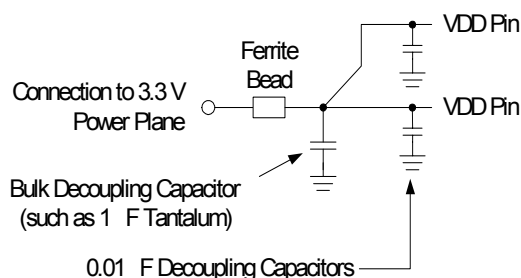 VDD Pin
Ferrite
Bead
Connection to 3.3 V
Power Plane
VDD Pin
Bulk Decoupling Capacitor
(such as 1 F Tantalum)
0.01 F Decoupling Capacitors